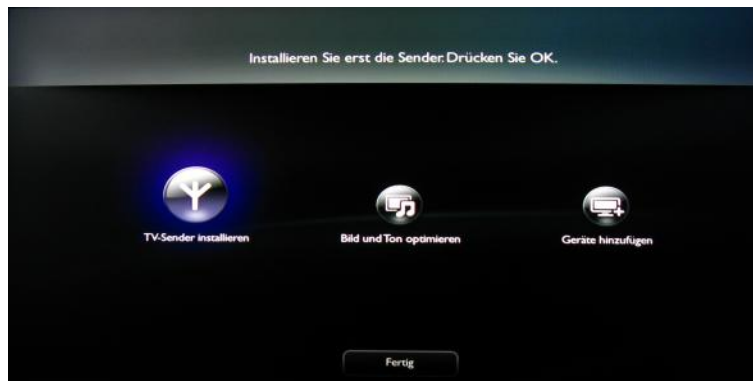 Installieren Sie erst die Sender. Drücken Sie OK.
TV-Sender installieren
Bild und Ton optimieren
Geräte hinzufügen
Fertig